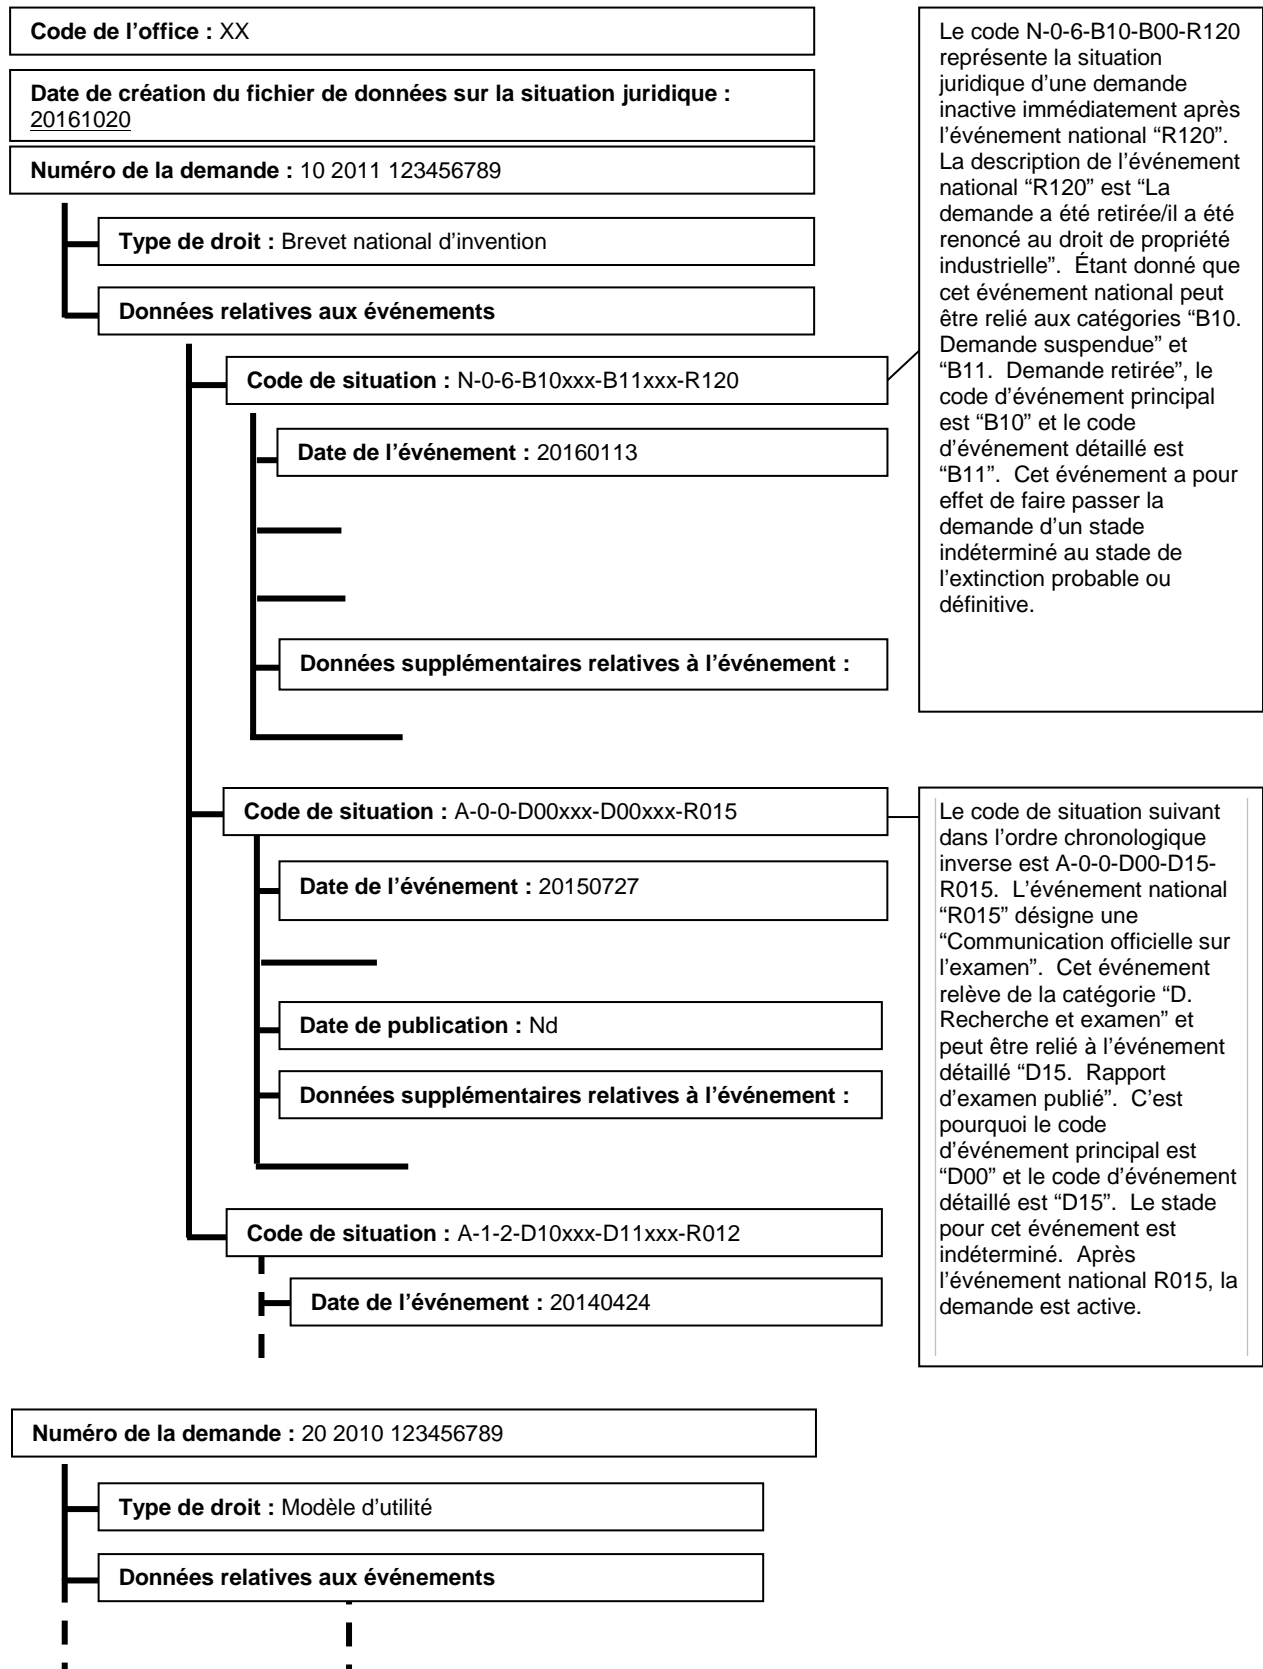 Code de l’office : XX
Date de création du fichier de données sur la situation juridique :
20161020
Numéro de la demande : 10 2011 123456789
Type de droit : Brevet national d’invention
Données relatives aux événements
Code de situation : N-0-6-B10xxx-B11xxx-R120
Date de l’événement : 20160113
Données supplémentaires relatives à l’événement :
Le code N-0-6-B10-B00-R120
représente la situation
juridique d’une demande
inactive immédiatement après
l’événement national “R120”.
La description de l’événement
national “R120” est “La
demande a été retirée/il a été
renoncé au droit de propriété
industrielle”. Étant donné que
cet événement national peut
être relié aux catégories “B10.
Demande suspendue” et
“B11. Demande retirée”, le
code d’événement principal
est “B10” et le code
d’événement détaillé est
“B11”. Cet événement a pour
effet de faire passer la
demande d’un stade
indéterminé au stade de
l’extinction probable ou
définitive.
Code de situation : A-0-0-D00xxx-D00xxx-R015
Date de l’événement : 20150727
Date de publication : Nd
Données supplémentaires relatives à l’événement :
Le code de situation suivant
dans l’ordre chronologique
inverse est A-0-0-D00-D15-
R015. L’événement national
“R015” désigne une
“Communication officielle sur
l’examen”. Cet événement
relève de la catégorie “D.
Recherche et examen” et
peut être relié à l’événement
détaillé “D15. Rapport
d’examen publié”. C’est
pourquoi le code
d’événement principal est
“D00” et le code d’événement
détaillé est “D15”. Le stade
pour cet événement est
indéterminé. Après
l’événement national R015, la
demande est active.
Code de situation : A-1-2-D10xxx-D11xxx-R012
Date de l’événement : 20140424
Numéro de la demande : 20 2010 123456789
Type de droit : Modèle d’utilité
Données relatives aux événements